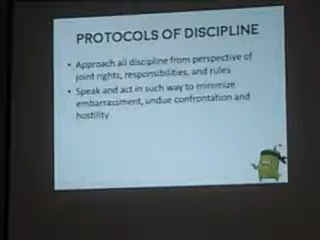 PROTOCOLS OF DISCIPLINE
• Approach all discipline from perspective of
joint rights, responsibilities, and rules
• Speak and act in such way to minimize
embarrassment, undue confrontation and
hostility